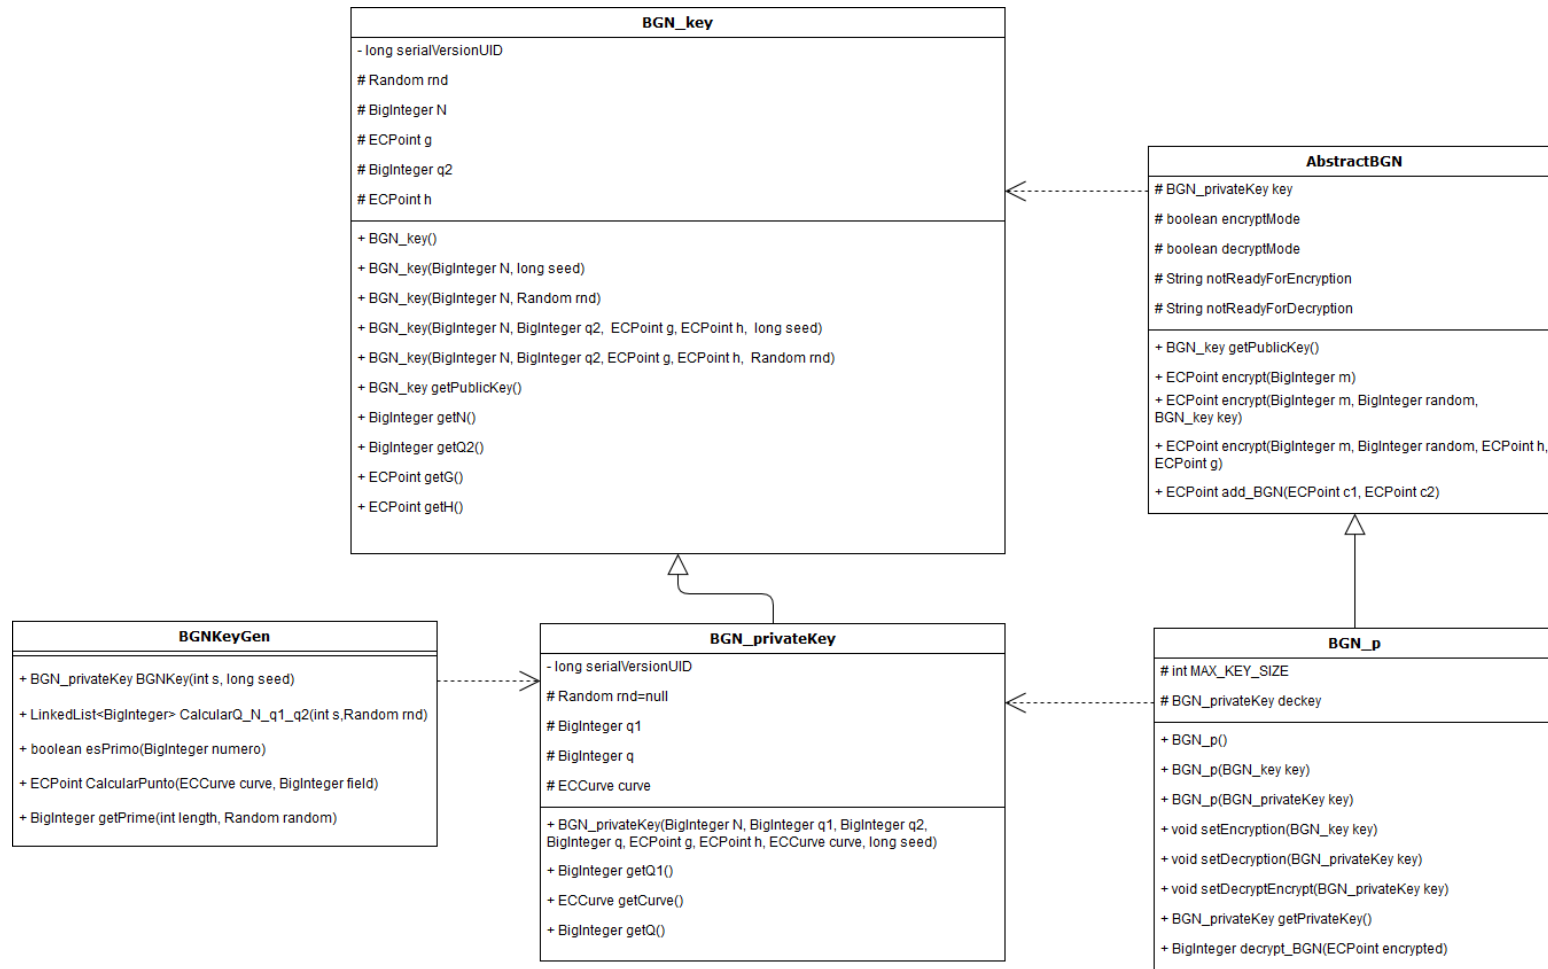 BGN_key
- long serialVersionUID
# Random rnd
# BigInteger N
# ECPoint g
# BigInteger q2
# ECPoint h
+ BGN_key()
+ BGN_key(BigInteger N, long seed)
+ BGN_key(BigInteger N, Random rnd)
+ BGN_key(BigInteger N, BigInteger q2, ECPoint g, ECPoint h, long seed)
+ BGN_key(BigInteger N, BigInteger q2, ECPoint g, ECPoint h, Random rnd)
+ BGN_key getPublicKey()
+ BigInteger getN()
+ BigInteger getQ2()
+ ECPoint getG()
+ ECPoint getH()
AbstractBGN
# BGN_privateKey key
# boolean encryptMode
# boolean decryptMode
# String notReadyForEncryption
# String notReadyForDecryption
+ BGN_key getPublicKey()
+ ECPoint encrypt(BigInteger m)
+ ECPoint encrypt(BigInteger m, BigInteger random,
BGN_key key)
+ ECPoint encrypt(BigInteger m, BigInteger random, ECPoint h,
ECPoint g)
+ ECPoint add_BGN(ECPoint c1, ECPoint c2)
BGNKeyGen
+ BGN_privateKey BGNKey(int s, long seed)
+ LinkedList<BigInteger> CalcularQ_N_q1_q2(int s,Random rnd)
+ boolean esPrimo(BigInteger numero)
+ ECPoint CalcularPunto(ECCurve curve, BigInteger field)
+ BigInteger getPrime(int length, Random random)
BGN_privateKey
- long serialVersionUID
# Random rnd=null
# BigInteger q1
# BigInteger q
# ECCurve curve
+ BGN_privateKey(BigInteger N, BigInteger q1, BigInteger q2,
BigInteger q, ECPoint g, ECPoint h, ECCurve curve, long seed)
+ BigInteger getQ1()
+ ECCurve getCurve()
+ BigInteger getQ()
BGN_p
# int MAX_KEY_SIZE
# BGN_privateKey deckey
+ BGN_p()
+ BGN_p(BGN_key key)
+ BGN_p(BGN_privateKey key)
+ void setEncryption(BGN_key key)
+ void setDecryption(BGN_privateKey key)
+ void setDecryptEncrypt(BGN_privateKey key)
+ BGN_privateKey getPrivateKey()
+ BigInteger decrypt_BGN(ECPoint encrypted)